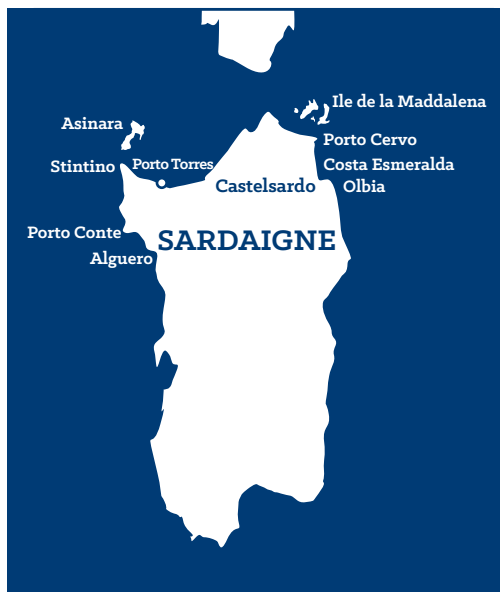 Ile de la Maddalena
Asinara
Porto Cervo
Stintino
Porto Torres
Costa Esmeralda
Castelsardo
Olbia
Porto Conte
SARDAIGNE
Alguero